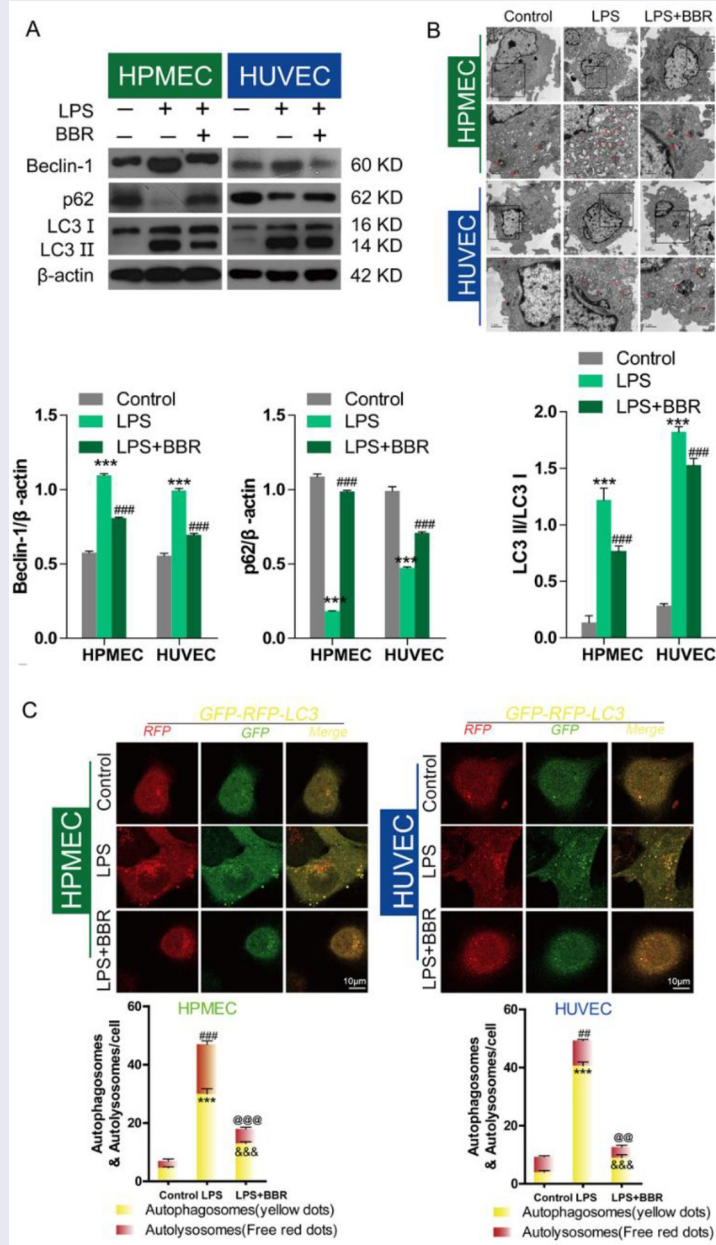 A
HPMEC HUVEC
LPS — + + — + +
BBR — — + — — +
Beclin-1 60 KD
p62 62 KD
LC3 I 16 KD
LC3 II 14 KD
β-actin 42 KD
B
Control LPS LPS+BBR
HPMEC
HUVEC
Control
LPS
LPS+BBR
Beclin-1/β -actin
1.5
1.0
0.5
0.0
*** ***
### ###
HPMEC HUVEC
Control
LPS
LPS+BBR
p62/β -actin
1.5
1.0
0.5
0.0
### ###
*** ***
HPMEC HUVEC
Control
LPS
LPS+BBR
LC3 II/LC3 I
2.0
1.5
1.0
0.5
0.0
*** ***
### ###
HPMEC HUVEC
C
GFP-RFP-LC3
RFP GFP Merge
HPMEC
Control
LPS
LPS+BBR
10μm
GFP-RFP-LC3
RFP GFP Merge
HUVEC
Control
LPS
LPS+BBR
10μm
HPMEC
Autophagosomes
& Autolysosomes/cell
60
40
20
0
###
***
@@@
&&&
Control LPS LPS+BBR
Autophagosomes(yellow dots)
Autolysosomes(Free red dots)
HUVEC
Autophagosomes
& Autolysosomes/cell
60
40
20
0
##
***
@@
&&&
Control LPS LPS+BBR
Autophagosomes(yellow dots)
Autolysosomes(Free red dots)